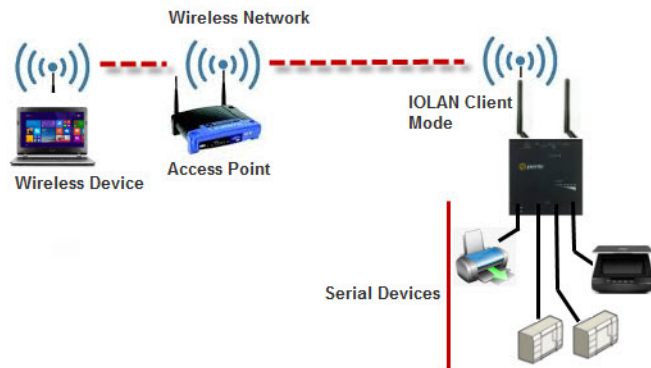 Wireless Network
IOLAN Client
Mode
Access Point
Wireless Device
Serial Devices